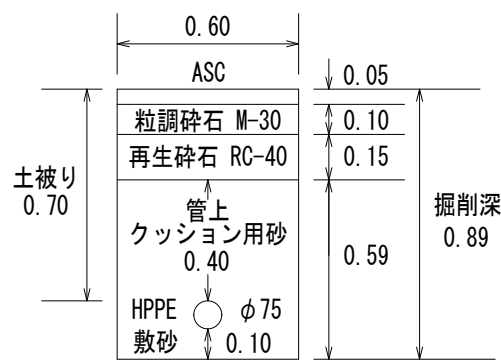 0.60
ASC
0.05
粒調砕石 M-30
0.10
再生砕石 RC-40
0.15
土被り
0.70
管上
クッション用砂
0.40
0.59
掘削深
0.89
HPPE φ75
敷砂 0.10